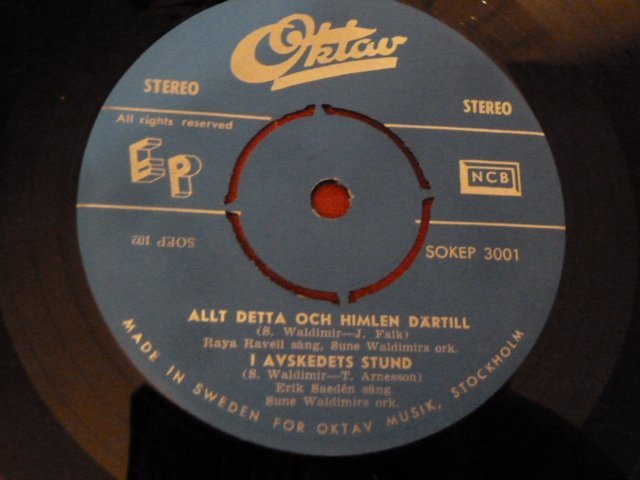 Oktav
STEREO
STEREO
All rights reserved
EP
NCB
SOEP 102
SOKEP 3001
ALLT DETTA OCH HIMLEN DÄRTILL
(S. Waldimir—J. Falk)
Raya Ravell sång, Sune Waldimirs ork.
I AVSKEDETS STUND
(S. Waldimir—T. Arnesson)
Erik Saedén sång
Sune Waldimirs ork.
MADE IN SWEDEN FOR OKTAV MUSIK, STOCKHOLM